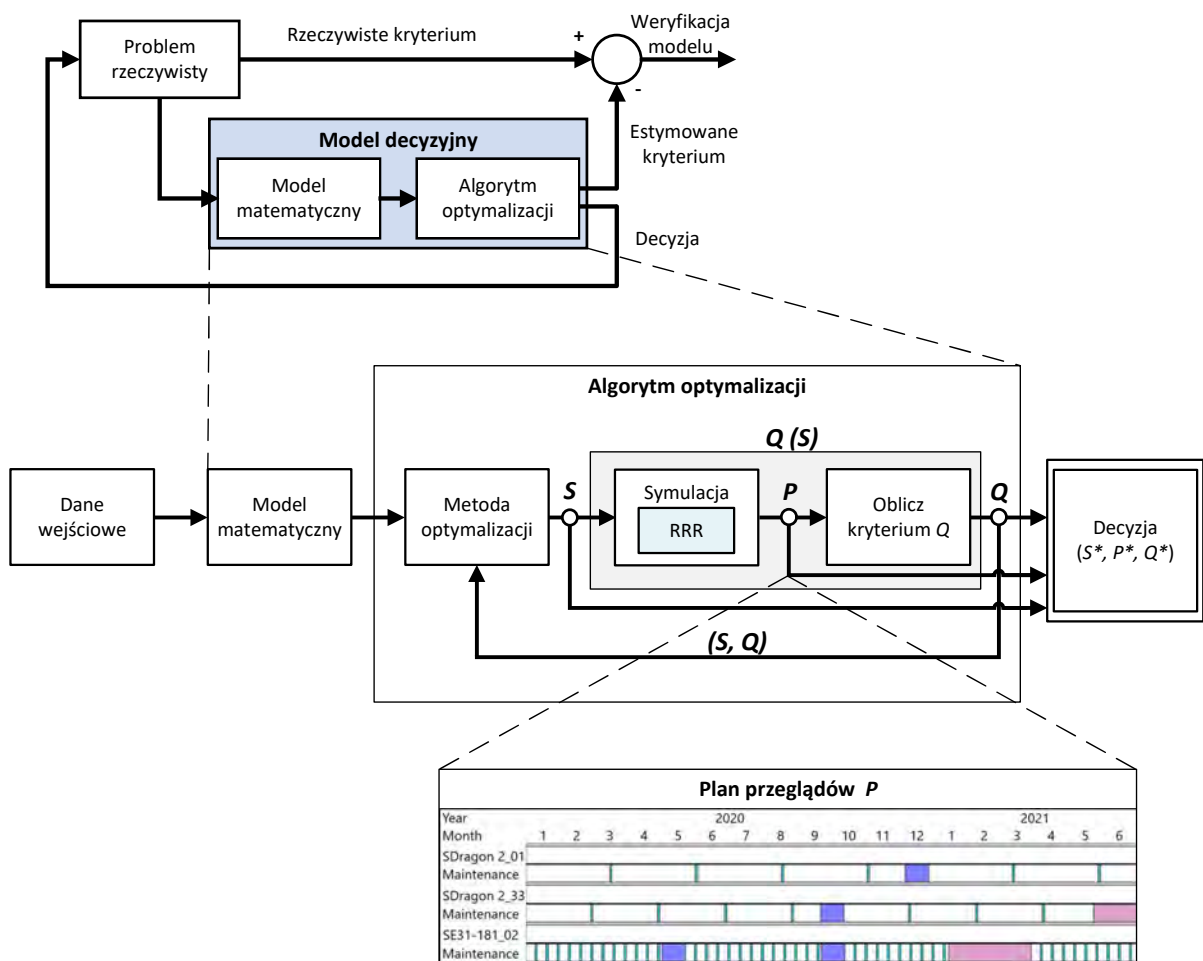 Problem
rzeczywisty
Rzeczywiste kryterium
+
Weryfikacja
modelu
-
Estymowane
kryterium
Model decyzyjny
Model
matematyczny
Algorytm
optymalizacji
Decyzja
Algorytm optymalizacji
Q (S)
Dane
wejściowe
Model
matematyczny
Metoda
optymalizacji
S
Symulacja
RRR
P
Oblicz
kryterium Q
Q
Decyzja
(S*, P*, Q*)
(S, Q)
Plan przeglądów P
Year 2020 2021
Month 1 2 3 4 5 6 7 8 9 10 11 12 1 2 3 4 5 6
SDragon 2_01
Maintenance
SDragon 2_33
Maintenance
SE31-181_02
Maintenance